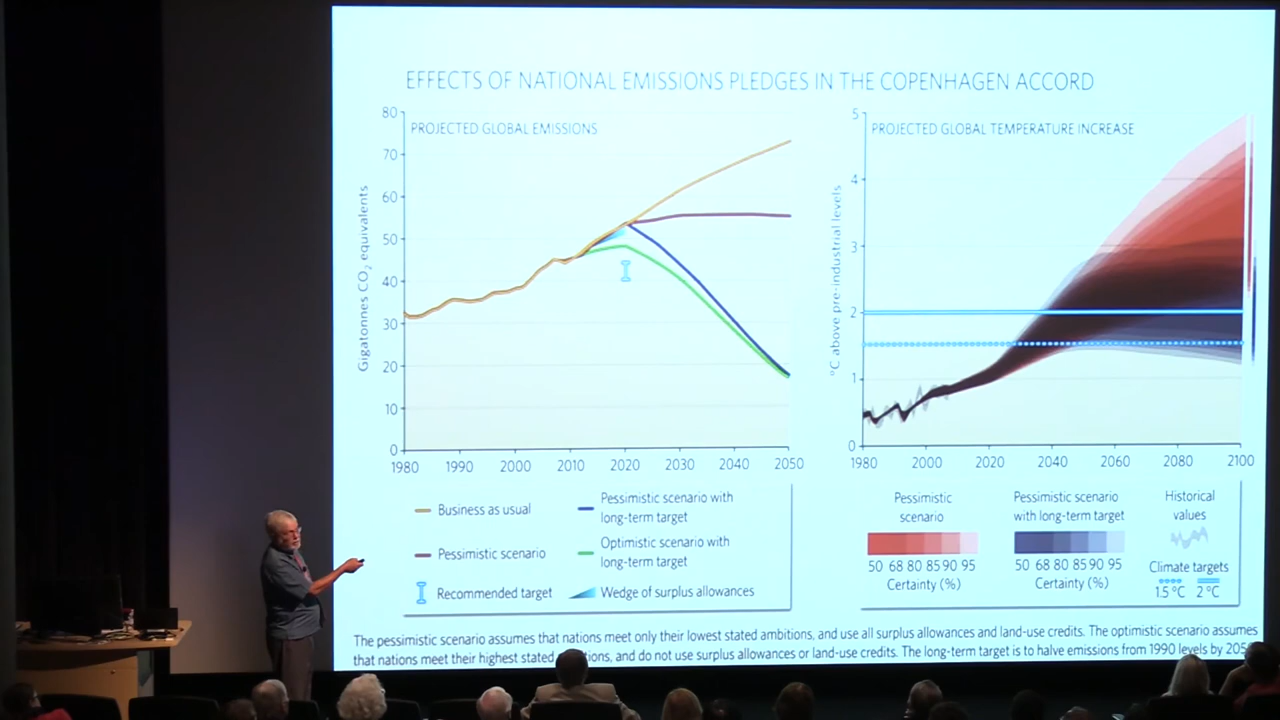 EFFECTS OF NATIONAL EMISSIONS PLEDGES IN THE COPENHAGEN ACCORD
PROJECTED GLOBAL EMISSIONS
Gigatonnes CO₂ equivalents
80
70
60
50
40
30
20
10
0
1980 1990 2000 2010 2020 2030 2040 2050
Business as usual
Pessimistic scenario
Recommended target
Pessimistic scenario with
long-term target
Optimistic scenario with
long-term target
Wedge of surplus allowances
PROJECTED GLOBAL TEMPERATURE INCREASE
°C above pre-industrial levels
5
4
3
2
1
0
1980 2000 2020 2040 2060 2080 2100
Pessimistic
scenario
50 68 80 85 90 95
Certainty (%)
Pessimistic scenario
with long-term target
50 68 80 85 90 95
Certainty (%)
Historical
values
Climate targets
1.5 °C 2 °C
The pessimistic scenario assumes that nations meet only their lowest stated ambitions, and use all surplus allowances and land-use credits. The optimistic scenario assumes
that nations meet their highest stated and do not use surplus allowances or land-use credits. The long-term target is to halve emissions from 1990 levels by